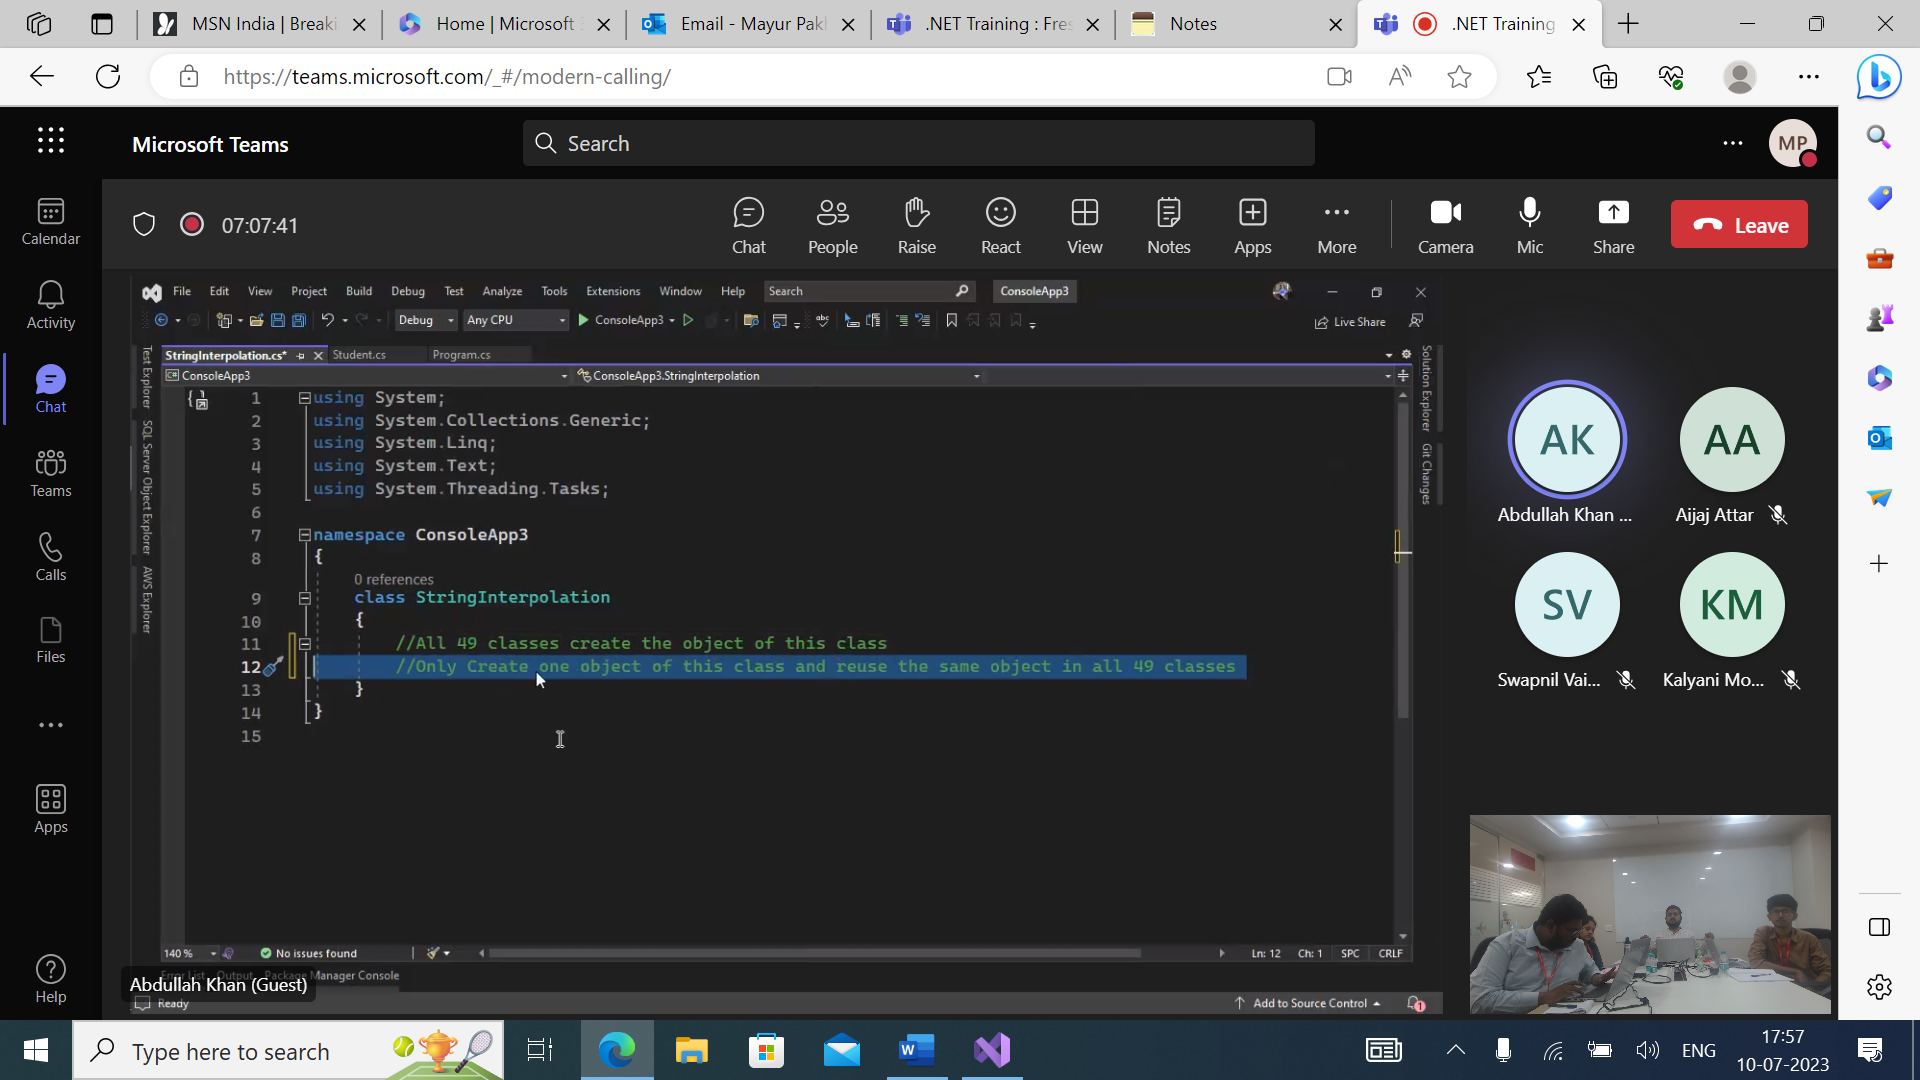 MSN India | Breaki
Home | Microsoft
Email - Mayur Pak
.NET Training : Fres
Notes
.NET Training
https://teams.microsoft.com/_#/modern-calling/
Microsoft Teams
Search
MP
07:07:41
Chat
People
Raise
React
View
Notes
Apps
More
Camera
Mic
Share
Leave
Calendar
Activity
Chat
Teams
Calls
Files
Apps
Help
File Edit View Project Build Debug Test Analyze Tools Extensions Window Help Search ConsoleApp3
Debug Any CPU ConsoleApp3 Live Share
StringInterpolation.cs* Student.cs Program.cs
ConsoleApp3 ConsoleApp3.StringInterpolation
Test Explorer
SQL Server Object Explorer
AWS Explorer
Solution Explorer
Git Changes
1 using System;
2 using System.Collections.Generic;
3 using System.Linq;
4 using System.Text;
5 using System.Threading.Tasks;
6
7 namespace ConsoleApp3
8 {
0 references
9 class StringInterpolation
10 {
11 //All 49 classes create the object of this class
12 //Only Create one object of this class and reuse the same object in all 49 classes
13 }
14 }
15
140 % No issues found Ln: 12 Ch: 1 SPC CRLF
Error List Output Package Manager Console
Abdullah Khan (Guest)
Ready Add to Source Control 1
AK
Abdullah Khan ...
AA
Aijaj Attar
SV
Swapnil Vai...
KM
Kalyani Mo...
Type here to search
ENG
17:57
10-07-2023